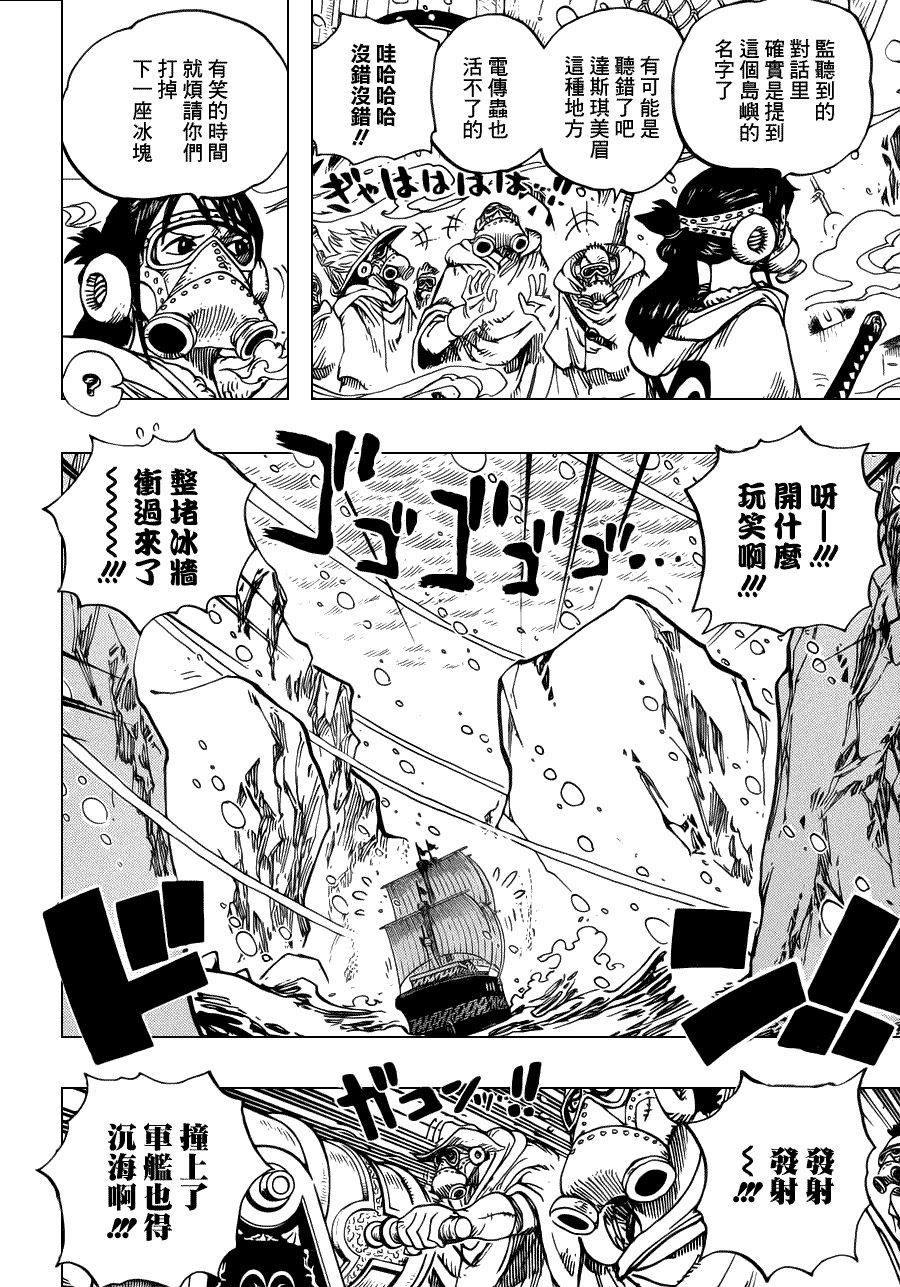 監聽到的
對話里
確實是提到
這個島嶼的
名字了
有可能是
聽錯了吧
達斯琪美眉
這種地方
電傳蟲也
活不了的
哇哈哈哈
沒錯沒錯!!
ぎゃはははは…!!
有笑的時間
就煩請你們
打掉
下一座冰塊
?
呀—!!!
開什麼
玩笑啊!!!
ゴゴゴゴゴ…
整堵冰牆
衝過來了
~~~!!!
ドドド!!
發射
發射
~!!!
ガコンッ!!
撞上了
軍艦也得
沉海啊!!!